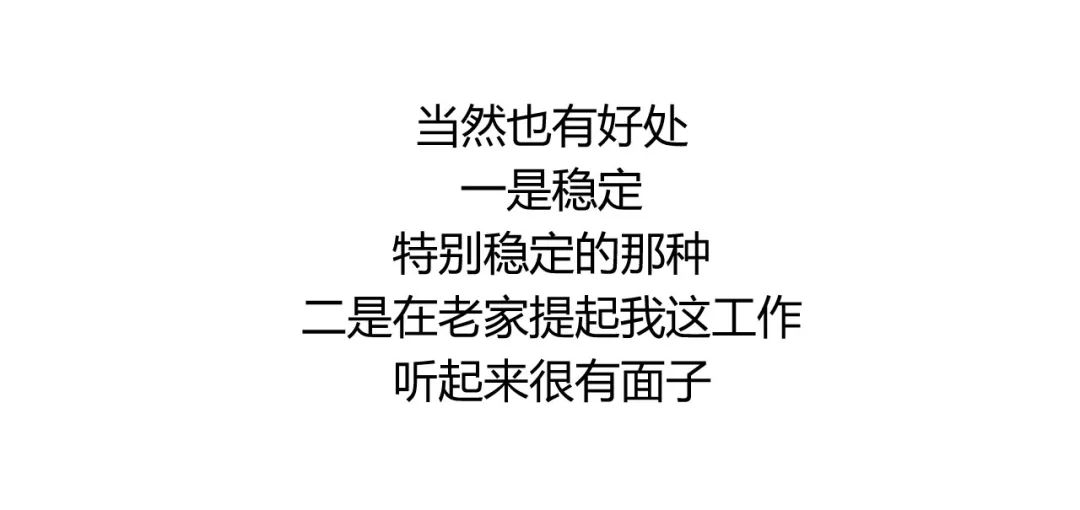 当然也有好处
一是稳定
特别稳定的那种
二是在老家提起我这工作
听起来很有面子